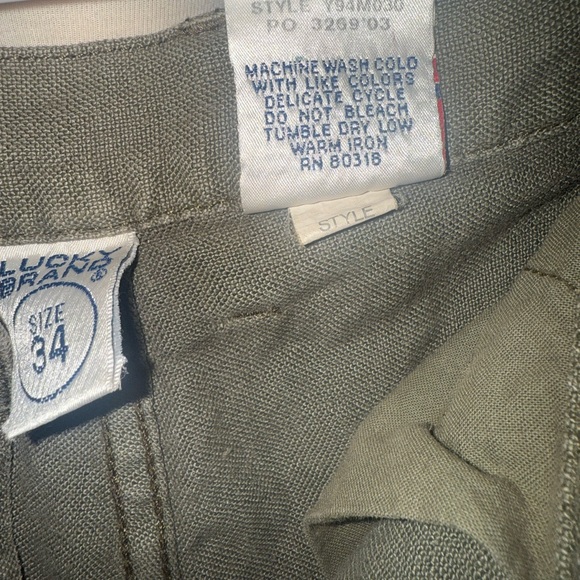 STYLE Y94M030
PO 3269'03
MACHINE WASH COLD
WITH LIKE COLORS
DELICATE CYCLE
DO NOT BLEACH
TUMBLE DRY LOW
WARM IRON
RN 80318
STYLE
LUCKY
BRAND®
SIZE
34